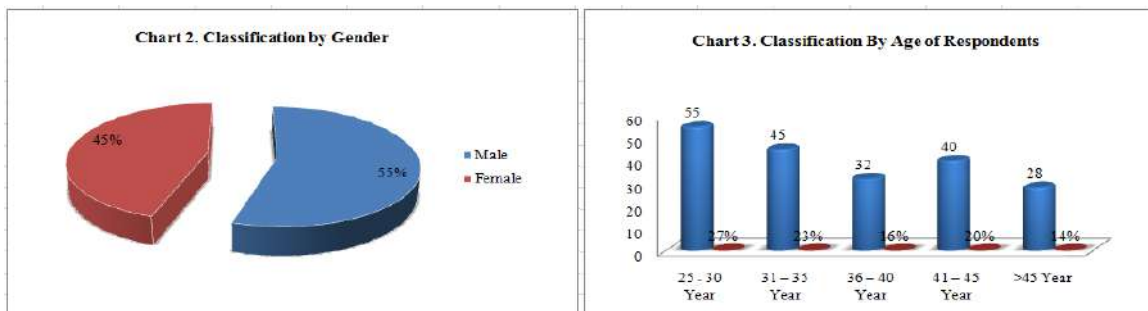 Chart 2. Classification by Gender
45%
55%
Male
Female
Chart 3. Classification By Age of Respondents
60
50
40
30
20
10
0
55
45
32
40
28
27%
23%
16%
20%
14%
25 - 30
Year
31 – 35
Year
36 – 40
Year
41 – 45
Year
>45 Year